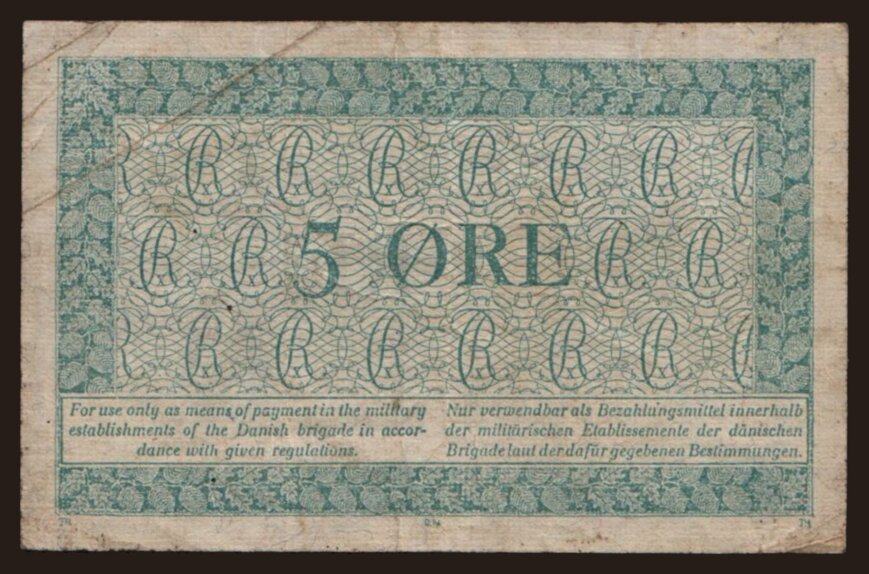 5 ØRE
For use only as means of payment in the military
establishments of the Danish brigade in accor-
dance with given regulations.
Nur verwendbar als Bezahlungsmittel innerhalb
der militärischen Etablissemente der dänischen
Brigade laut der dafür gegebenen Bestimmungen.